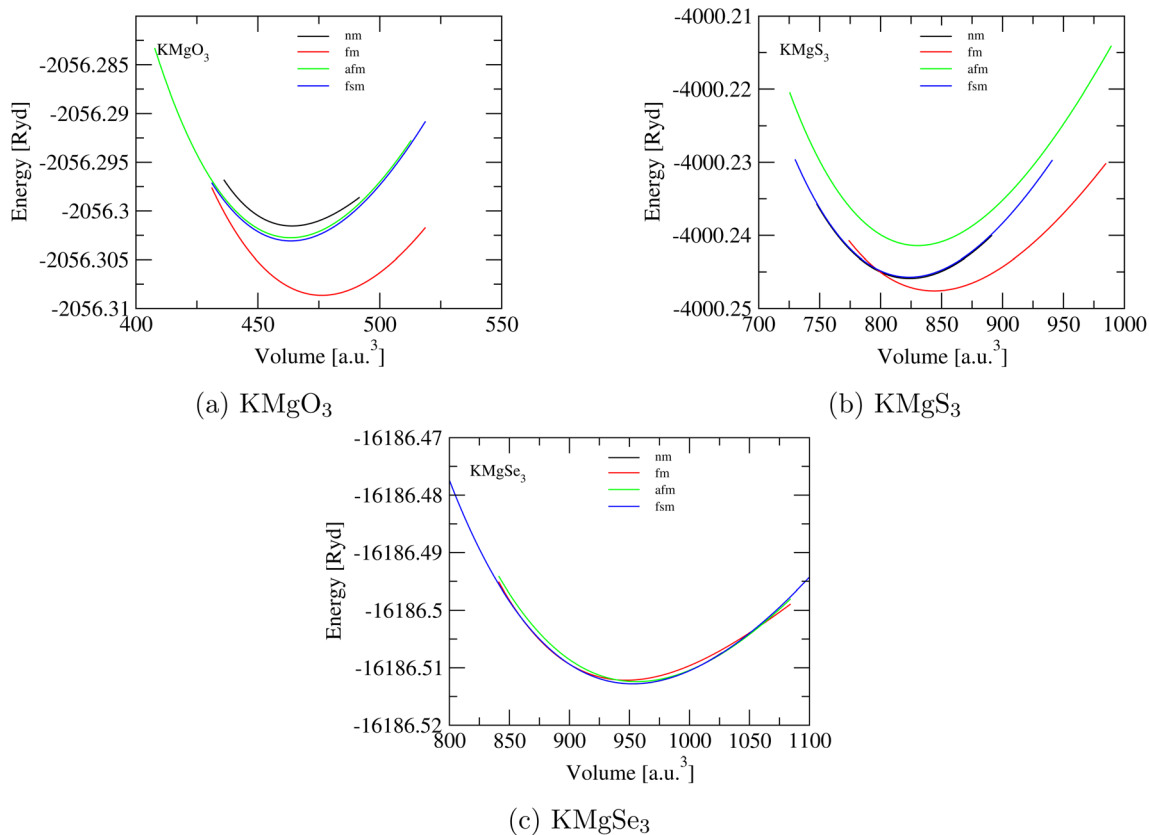 KMgO₃
nm
fm
afm
fsm
Energy [Ryd]
-2056.285
-2056.29
-2056.295
-2056.3
-2056.305
-2056.31
400 450 500 550
Volume [a.u.³]
(a) KMgO₃
KMgS₃
nm
fm
afm
fsm
Energy [Ryd]
-4000.21
-4000.22
-4000.23
-4000.24
-4000.25
700 750 800 850 900 950 1000
Volume [a.u.³]
(b) KMgS₃
KMgSe₃
nm
fm
afm
fsm
Energy [Ryd]
-16186.47
-16186.48
-16186.49
-16186.5
-16186.51
-16186.52
800 850 900 950 1000 1050 1100
Volume [a.u.³]
(c) KMgSe₃